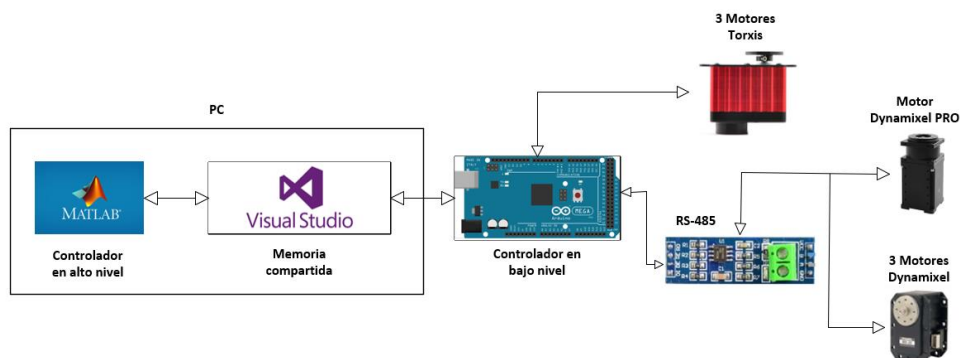 3 Motores
Torxis
PC
Motor
Dynamixel PRO
MATLAB
Visual Studio
MEGA
RS-485
Controlador
en alto nivel
Memoria
compartida
Controlador en
bajo nivel
3 Motores
Dynamixel